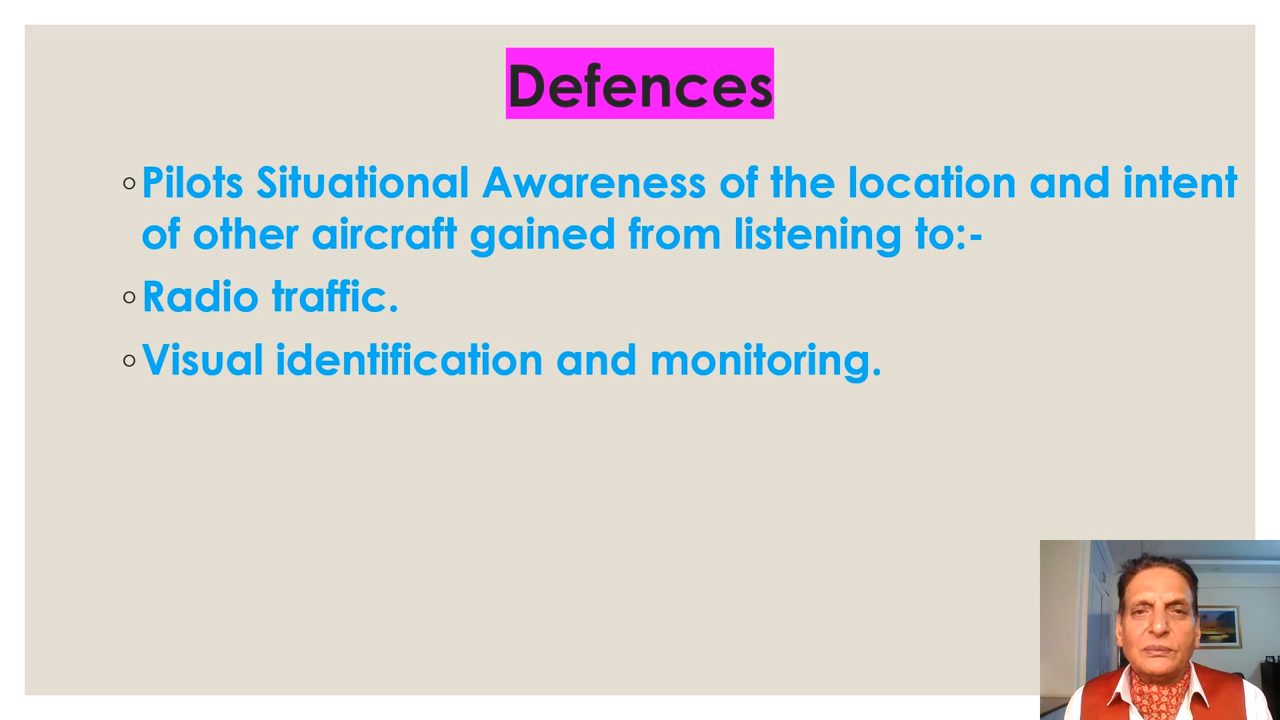 Defences
◦Pilots Situational Awareness of the location and intent
of other aircraft gained from listening to:-
◦Radio traffic.
◦Visual identification and monitoring.